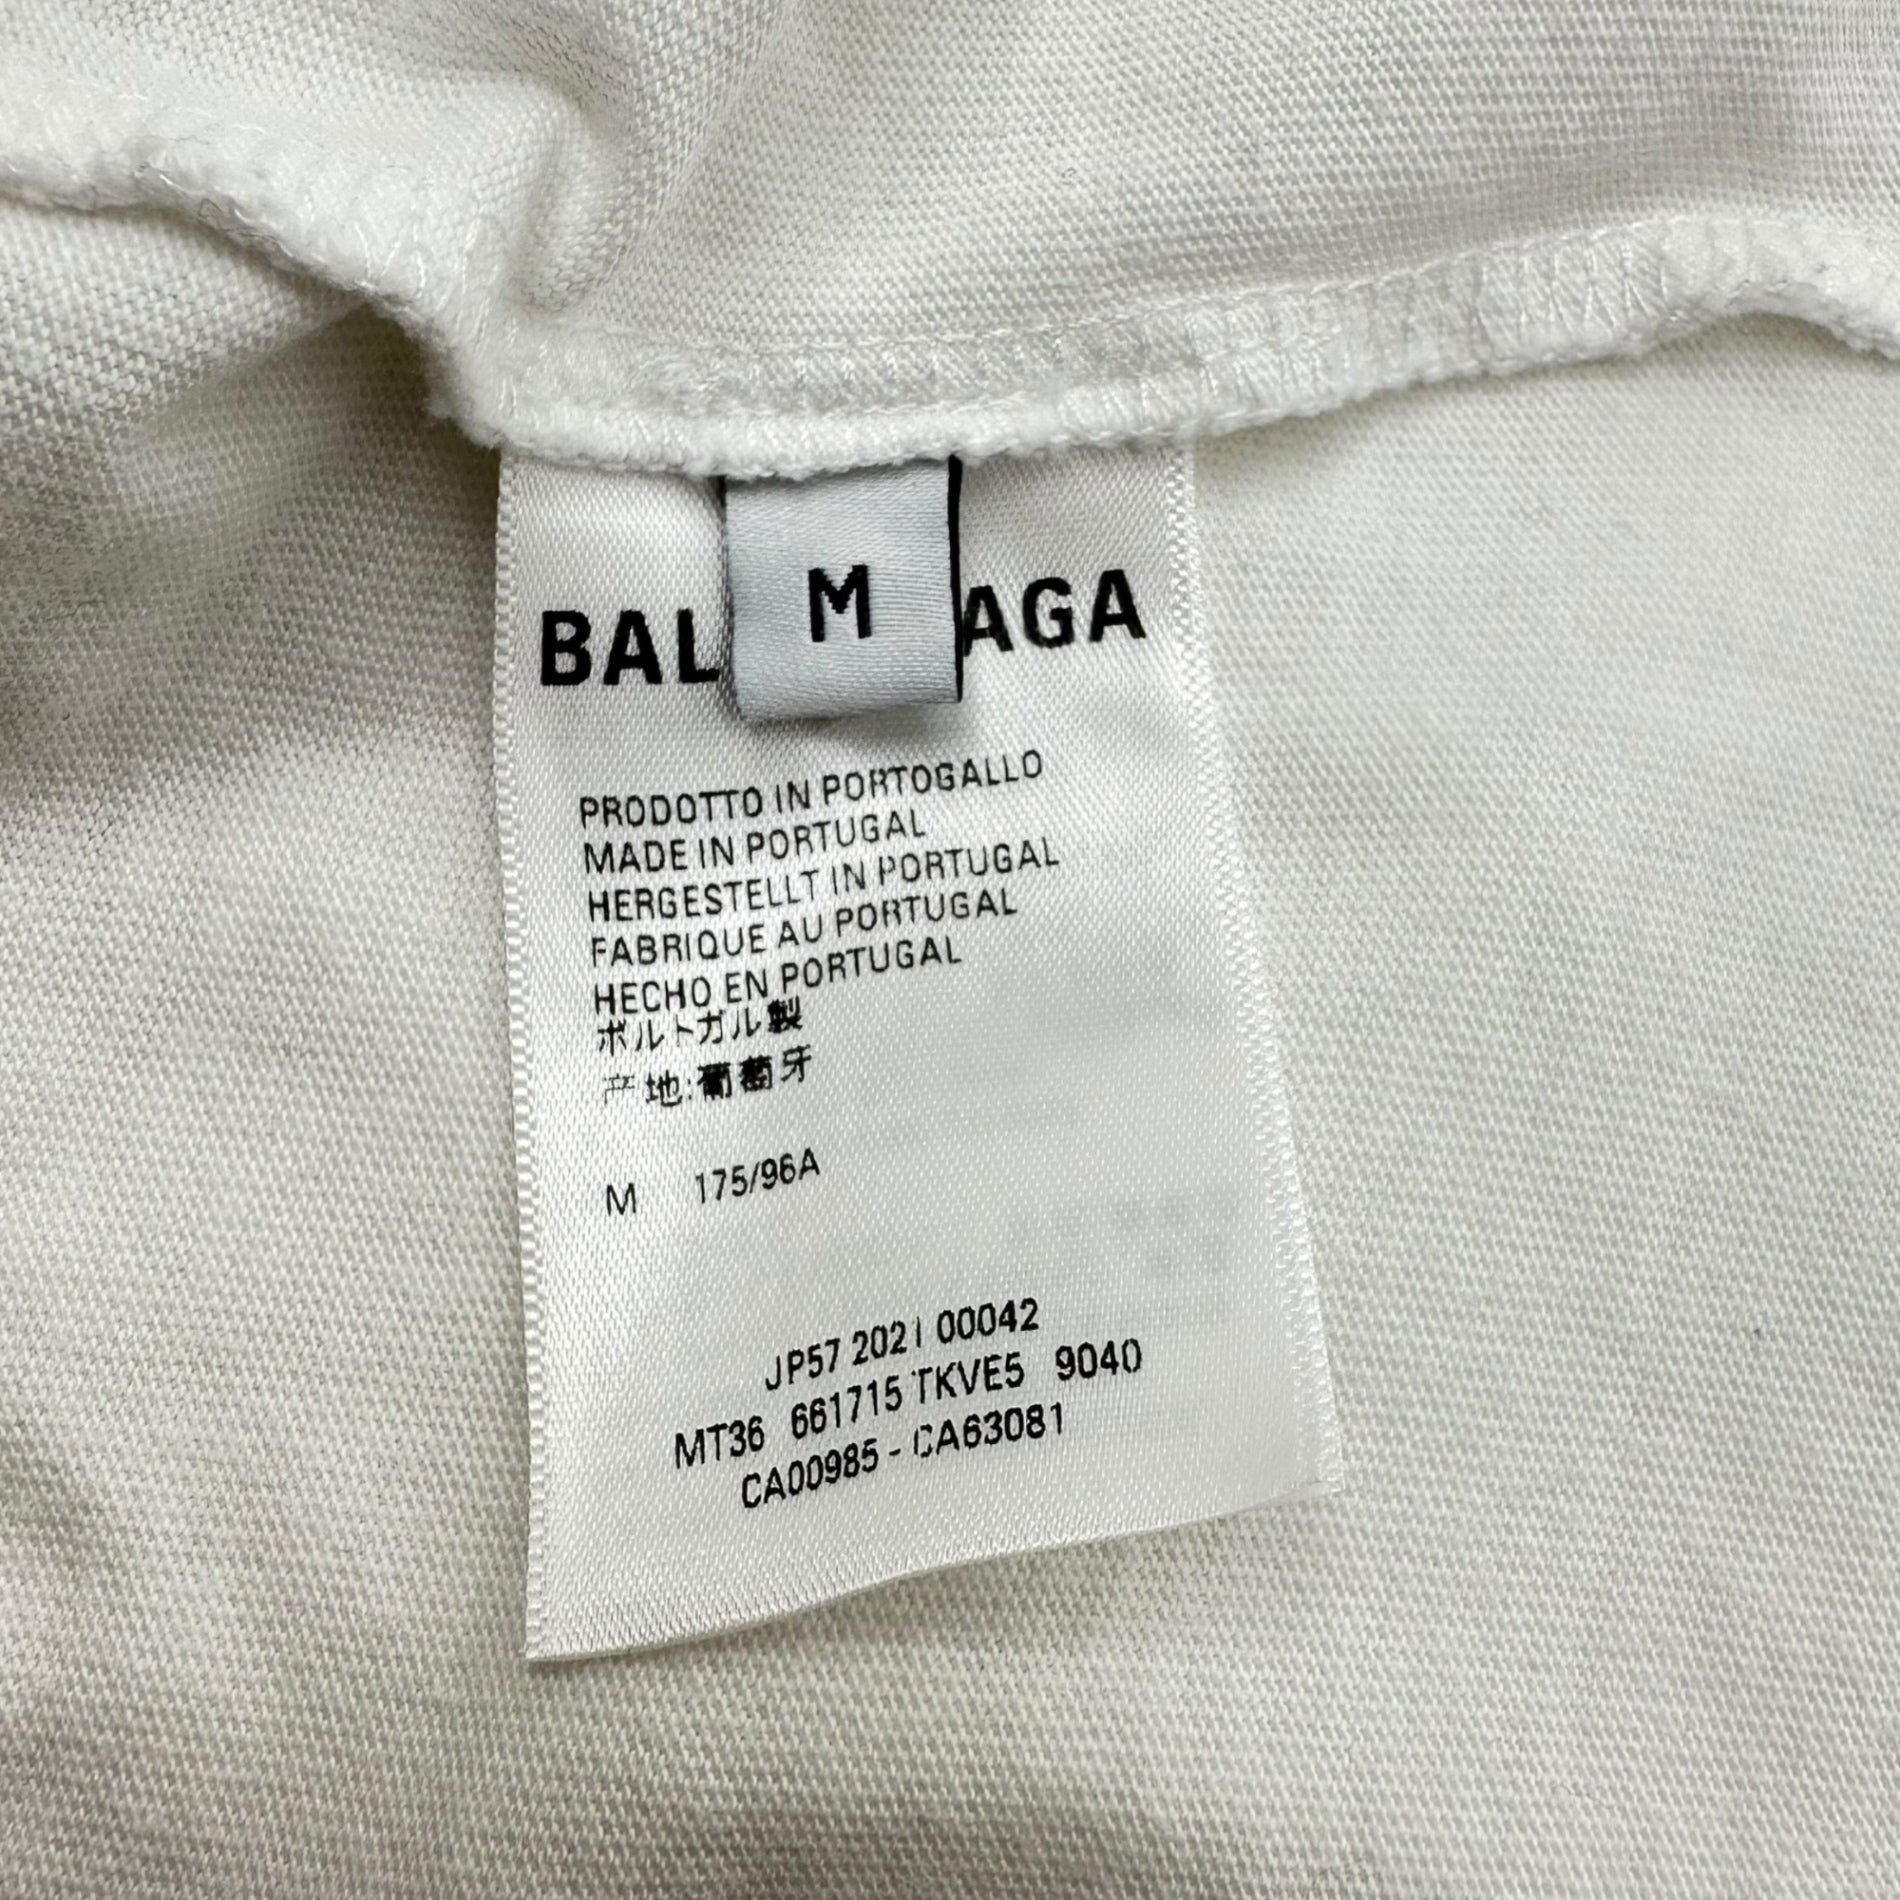 BAL M AGA
PRODOTTO IN PORTOGALLO
MADE IN PORTUGAL
HERGESTELLT IN PORTUGAL
FABRIQUE AU PORTUGAL
HECHO EN PORTUGAL
ポルトガル製
产地:葡萄牙
M 175/96A
JP57 2021 00042
MT36 661715 TKVE5 9040
CA00985 - CA63081